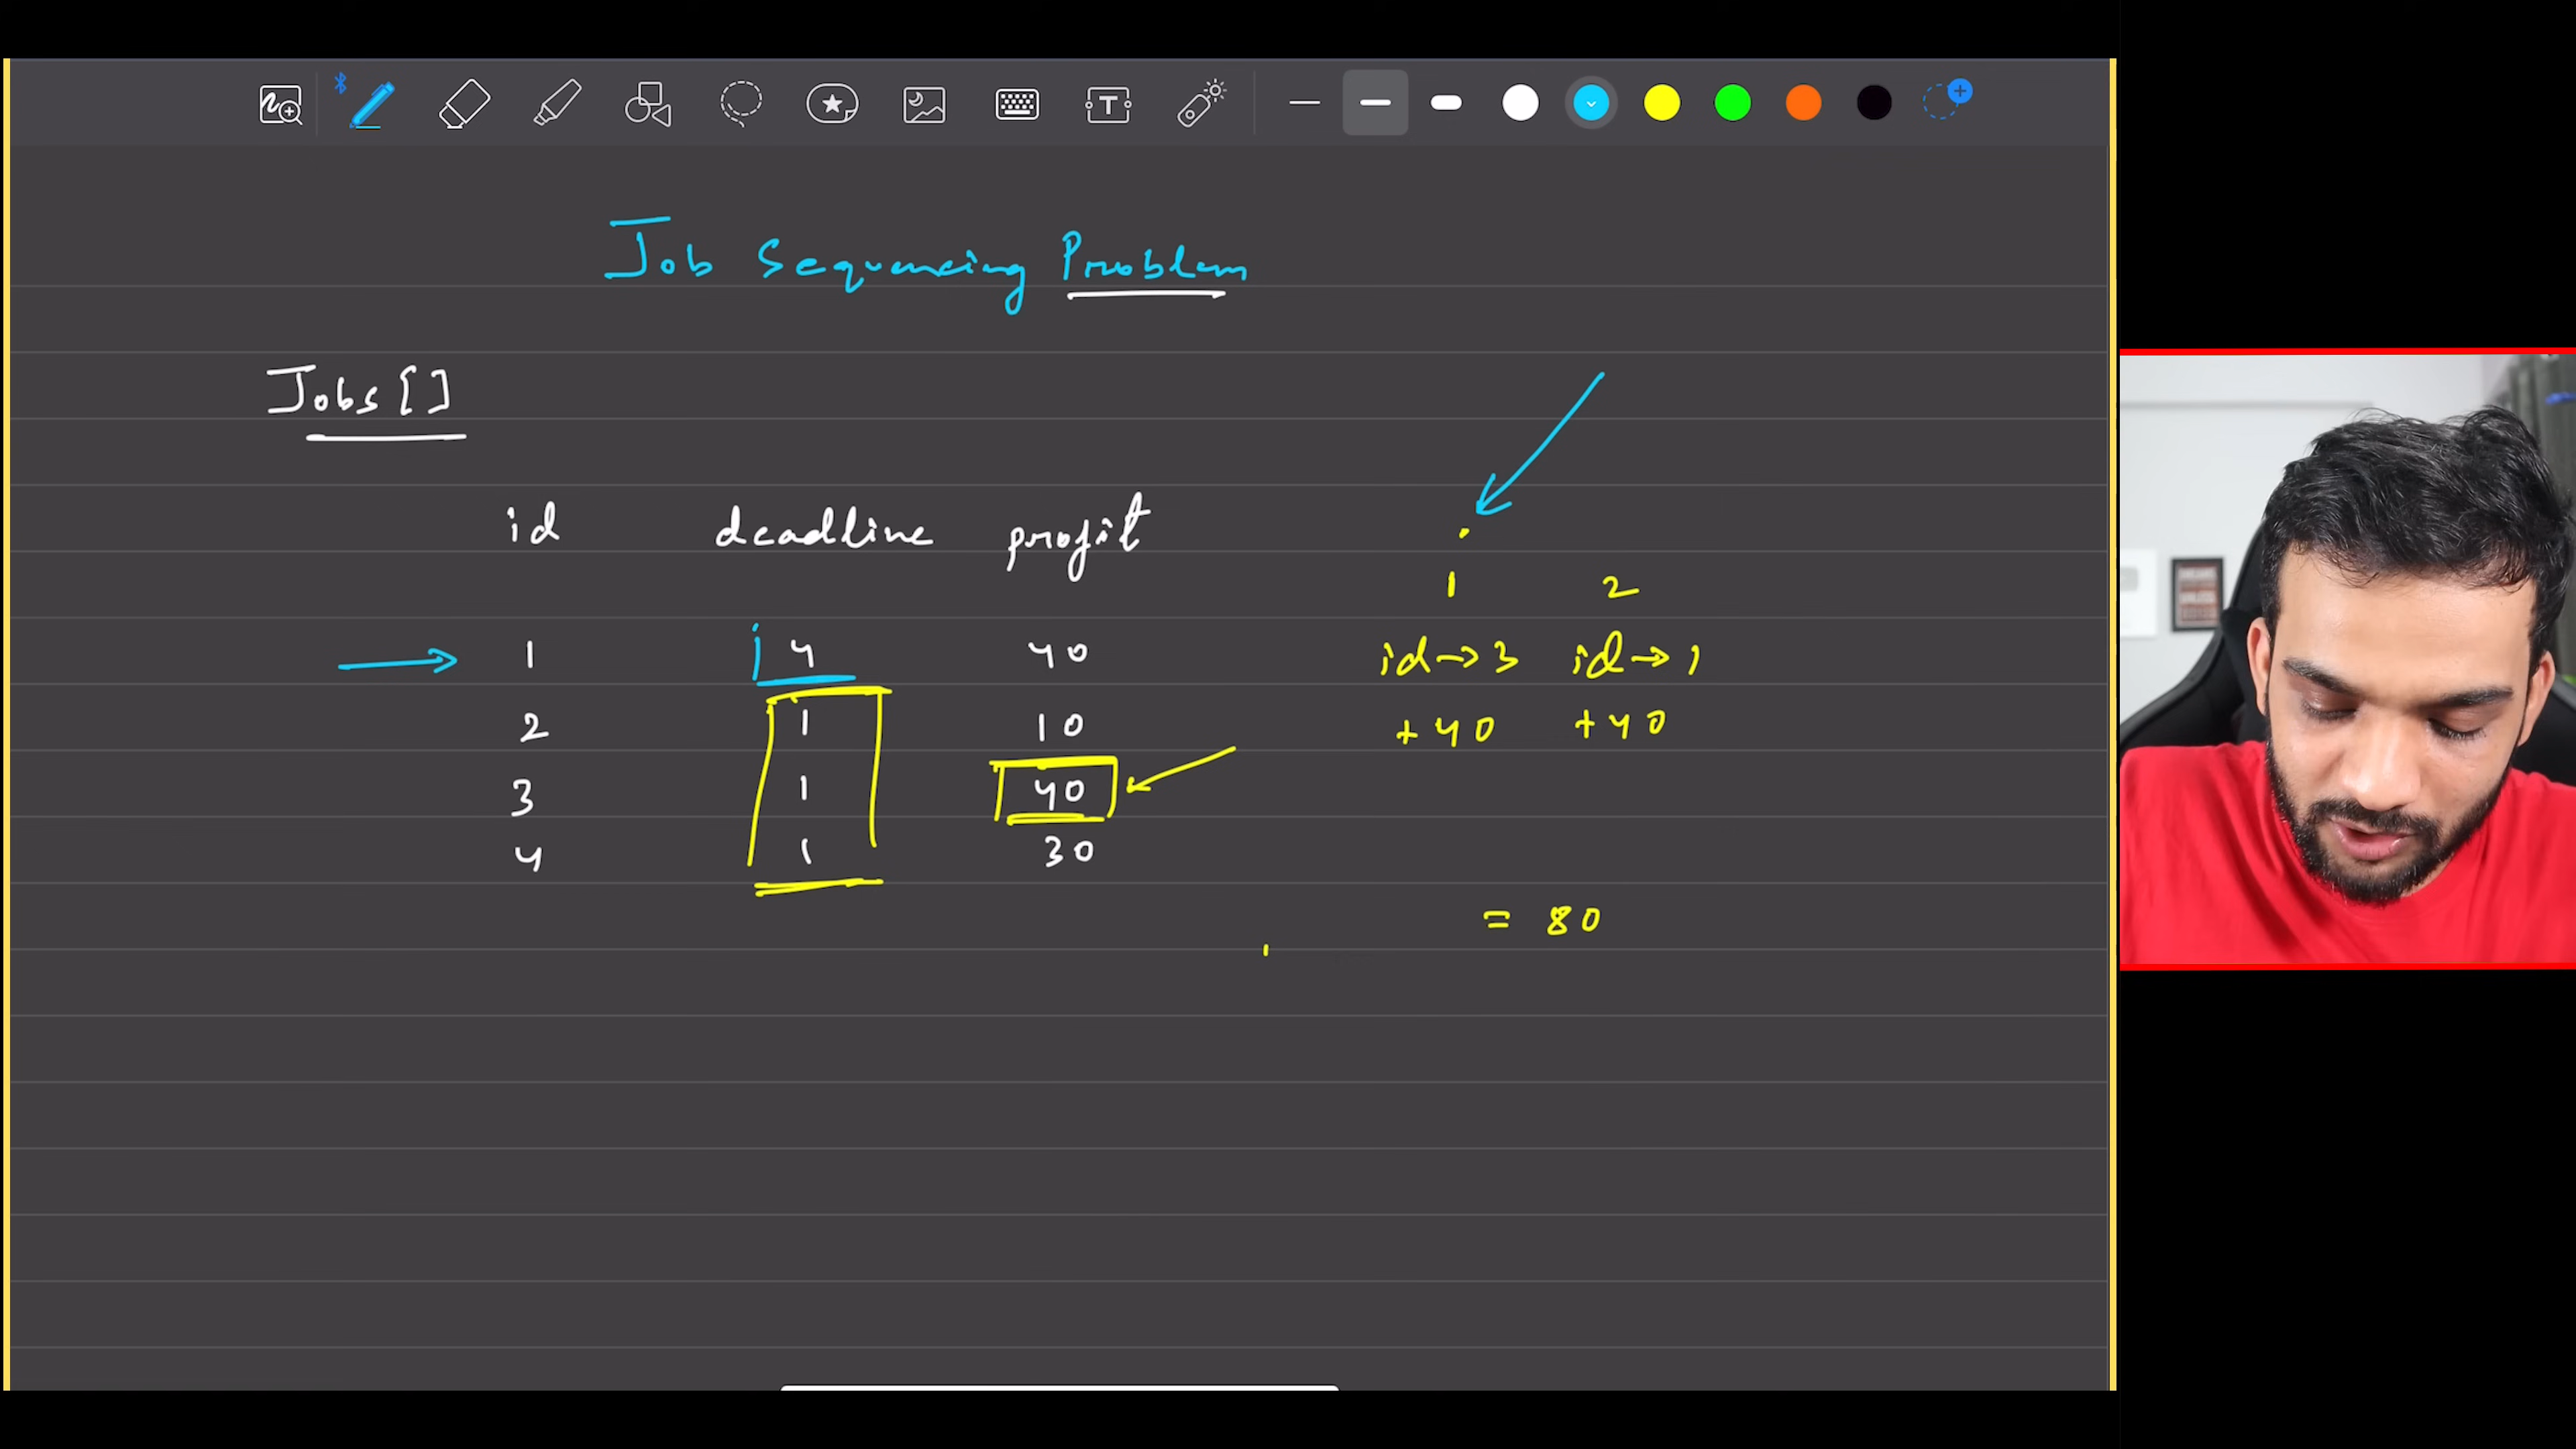 Job Sequencing Problem
Jobs[]
id deadline profit
1 2
1 4 40 id→3 id→1
2 1 10 +40 +40
3 1 40
4 1 30
= 80